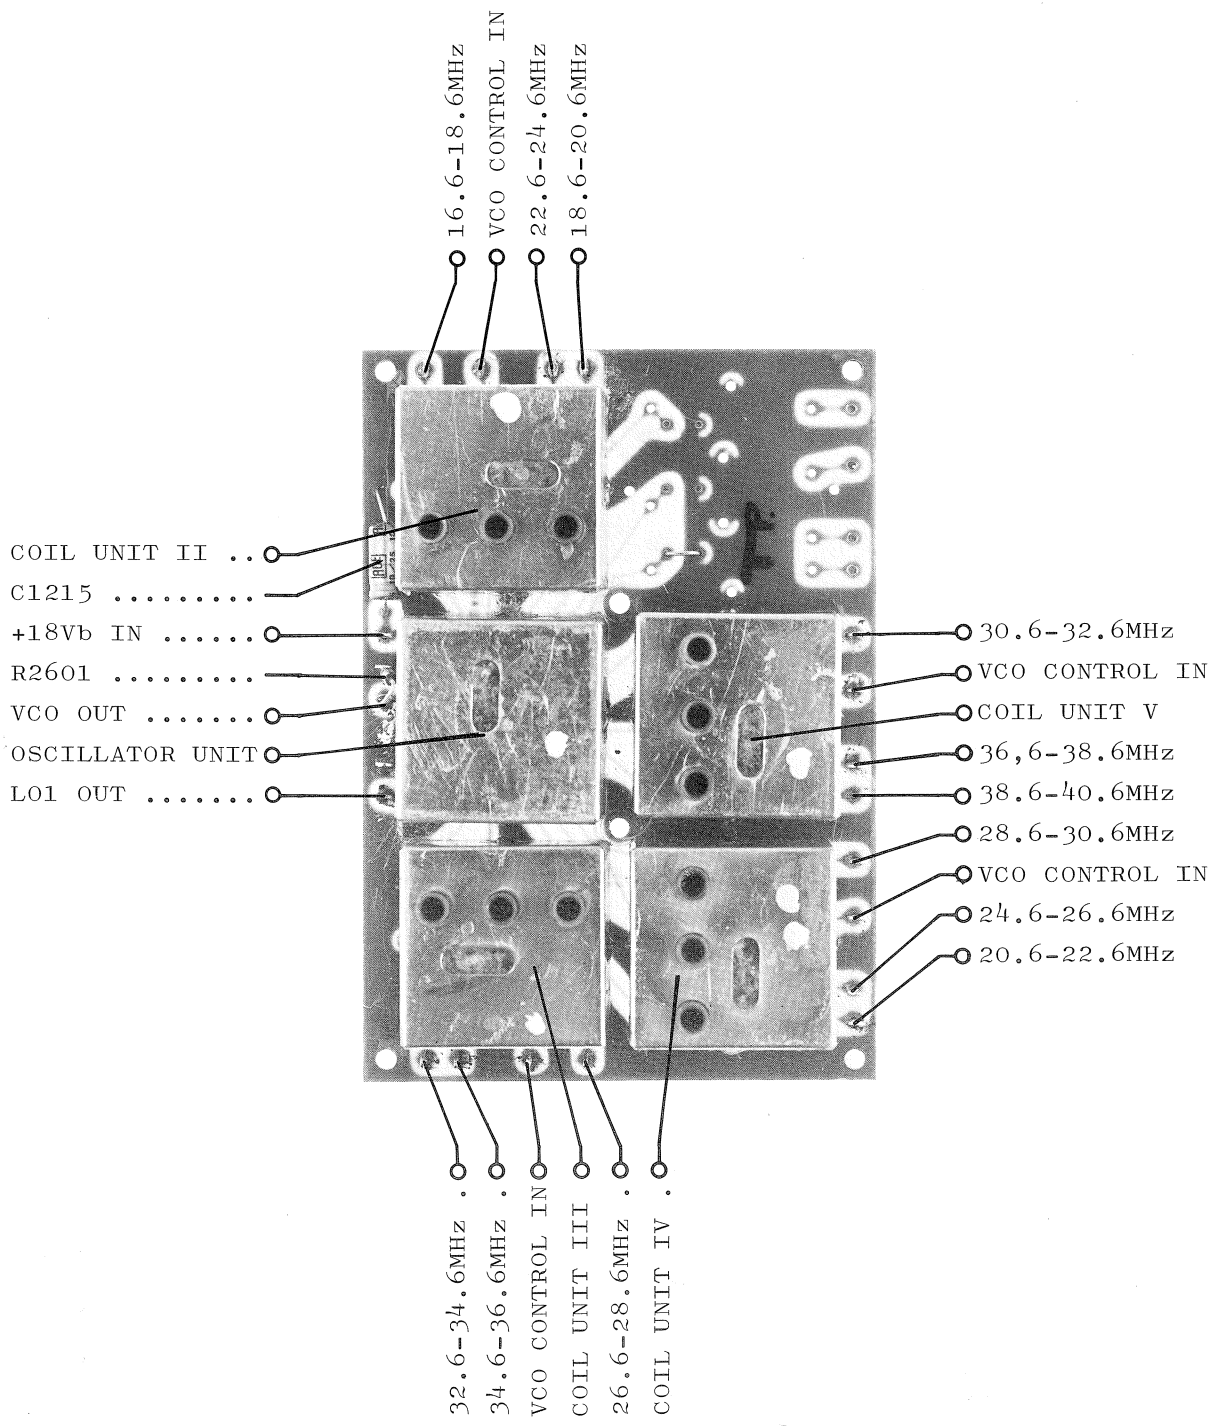 16.6-18.6MHz
VCO CONTROL IN
22.6-24.6MHz
18.6-20.6MHz
COIL UNIT II ..
C1215 .........
+18Vb IN ......
R2601 .........
VCO OUT .......
OSCILLATOR UNIT
LO1 OUT .......
30.6-32.6MHz
VCO CONTROL IN
COIL UNIT V
36,6-38.6MHz
38.6-40.6MHz
28.6-30.6MHz
VCO CONTROL IN
24.6-26.6MHz
20.6-22.6MHz
32.6-34.6MHz .
34.6-36.6MHz .
VCO CONTROL IN
COIL UNIT III
26.6-28.6MHz .
COIL UNIT IV .